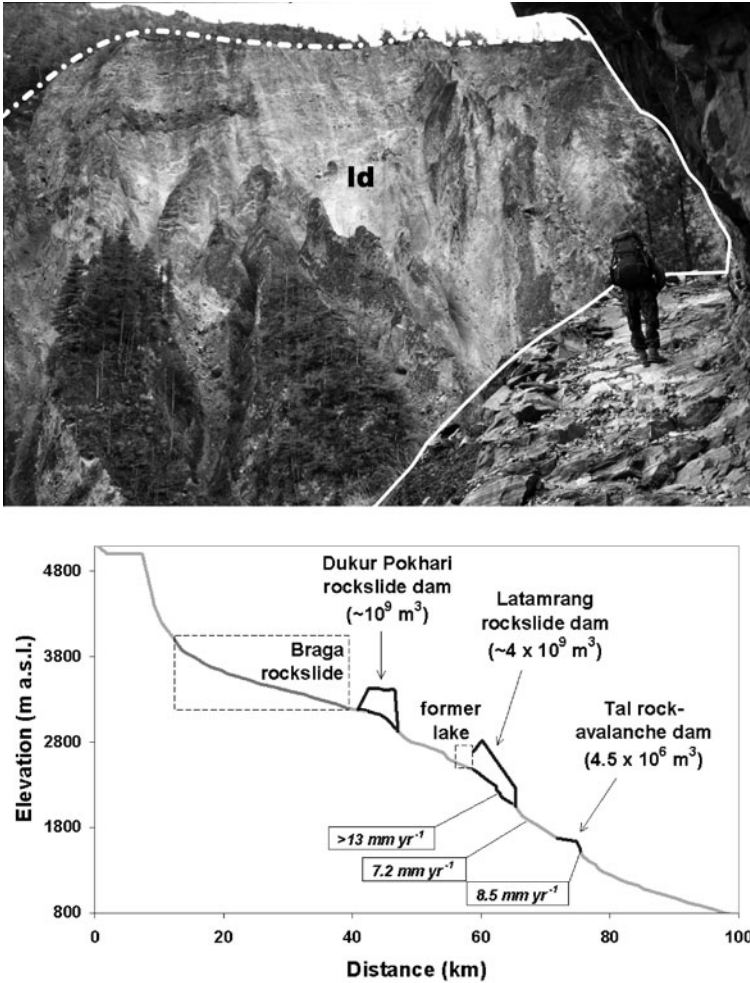 ld
Dukur Pokhari
rockslide dam
(~10⁹ m³)
Latamrang
rockslide dam
(~4 x 10⁹ m³)
Braga
rockslide
former
lake
Tal rock-
avalanche dam
(4.5 x 10⁶ m³)
>13 mm yr⁻¹
7.2 mm yr⁻¹
8.5 mm yr⁻¹
4800
3800
2800
1800
800
Elevation (m a.s.l.)
0
20
40
60
80
100
Distance (km)